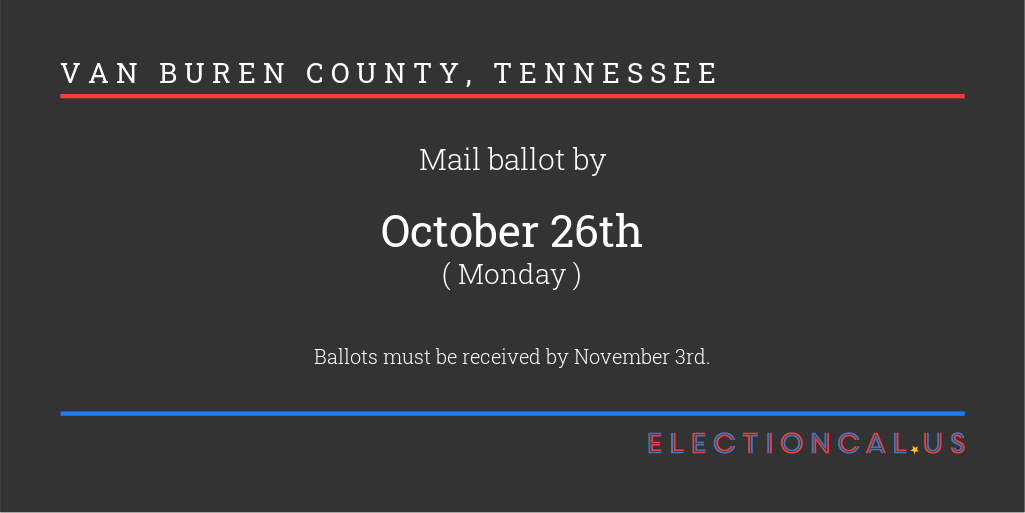 VAN BUREN COUNTY, TENNESSEE
Mail ballot by
October 26th
( Monday )
Ballots must be received by November 3rd.
ELECTIONCAL.US